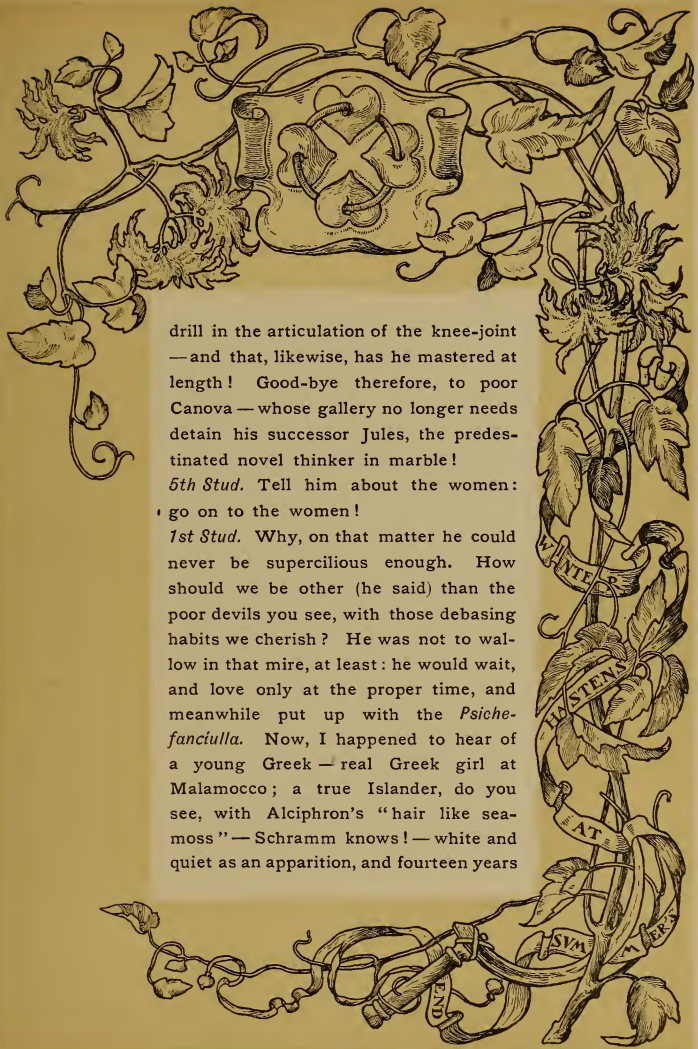 drill in the articulation of the knee-joint
— and that, likewise, has he mastered at
length! Good-bye therefore, to poor
Canova — whose gallery no longer needs
detain his successor Jules, the predes-
tinated novel thinker in marble!
5th Stud. Tell him about the women:
go on to the women!
1st Stud. Why, on that matter he could
never be supercilious enough. How
should we be other (he said) than the
poor devils you see, with those debasing
habits we cherish? He was not to wal-
low in that mire, at least: he would wait,
and love only at the proper time, and
meanwhile put up with the Psiche-
fanciulla. Now, I happened to hear of
a young Greek — real Greek girl at
Malamocco; a true Islander, do you
see, with Alciphron's "hair like sea-
moss" — Schramm knows! — white and
quiet as an apparition, and fourteen years
WINTER
HASTENS
AT
SVMMER'S
END